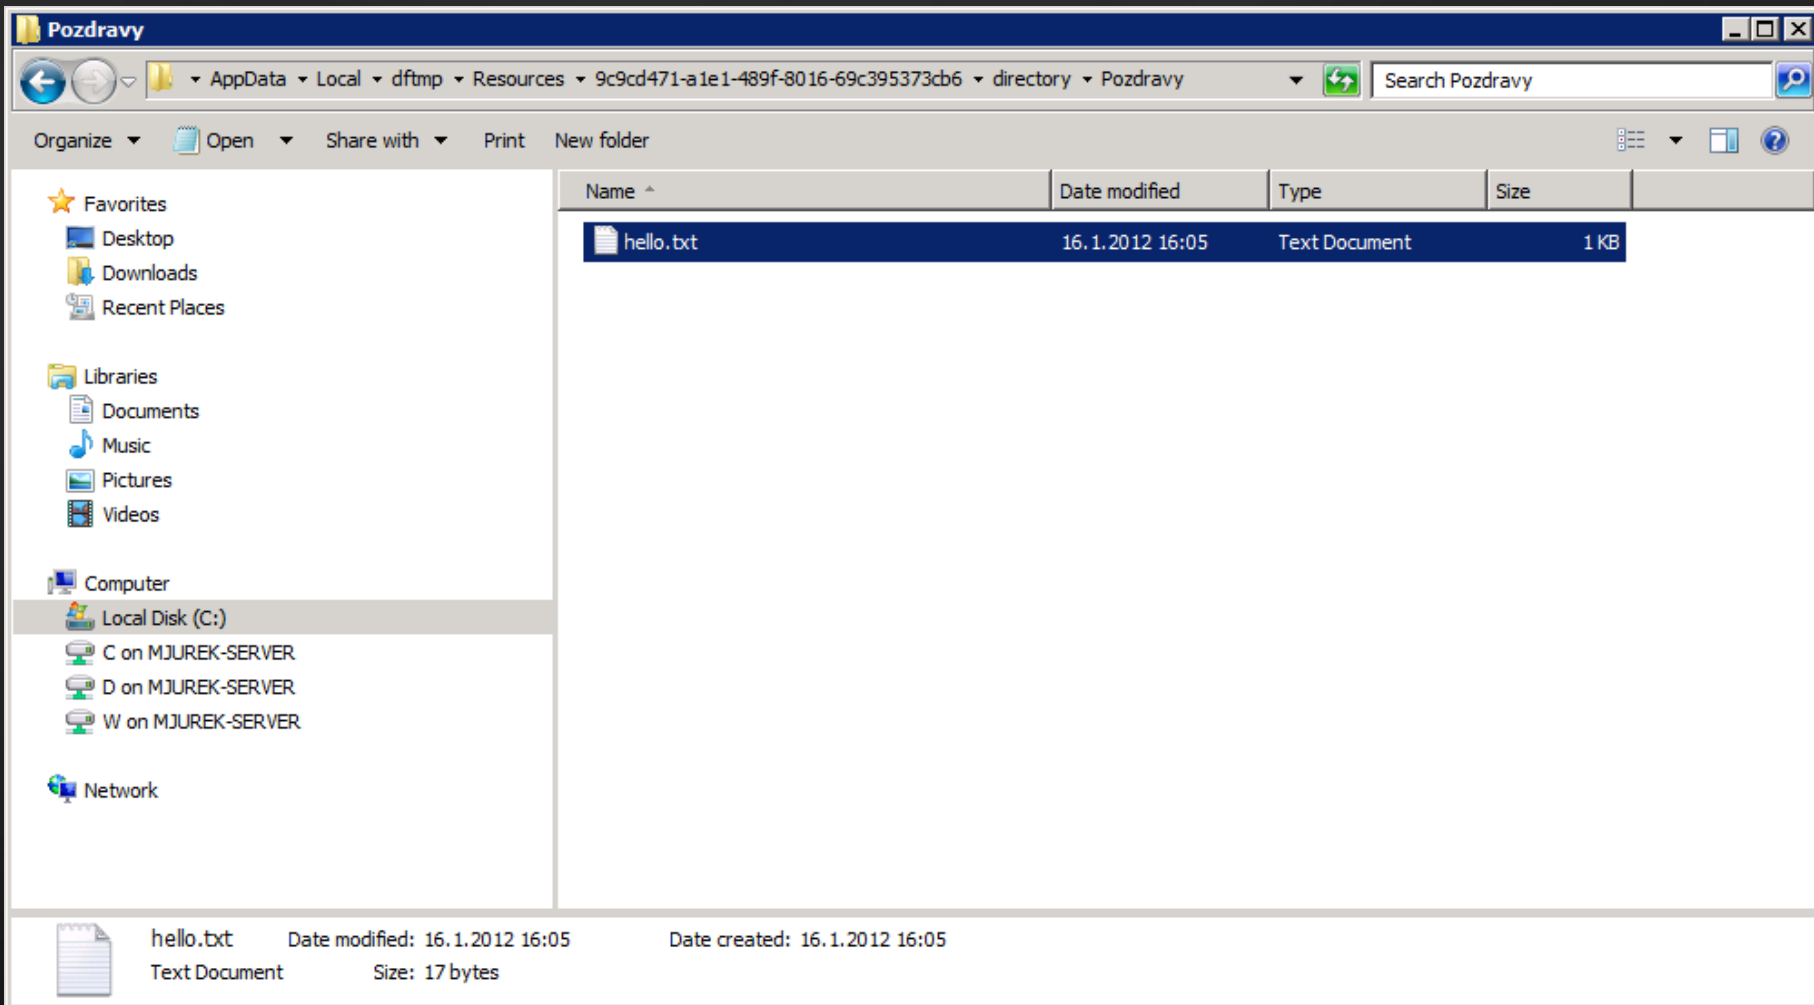 Pozdravy
AppData Local dftmp Resources 9c9cd471-a1e1-489f-8016-69c395373cb6 directory Pozdravy Search Pozdravy
Organize Open Share with Print New folder
Favorites
Desktop
Downloads
Recent Places
Libraries
Documents
Music
Pictures
Videos
Computer
Local Disk (C:)
C on MJUREK-SERVER
D on MJUREK-SERVER
W on MJUREK-SERVER
Network
Name Date modified Type Size
hello.txt 16.1.2012 16:05 Text Document 1 KB
hello.txt Date modified: 16.1.2012 16:05 Date created: 16.1.2012 16:05
Text Document Size: 17 bytes